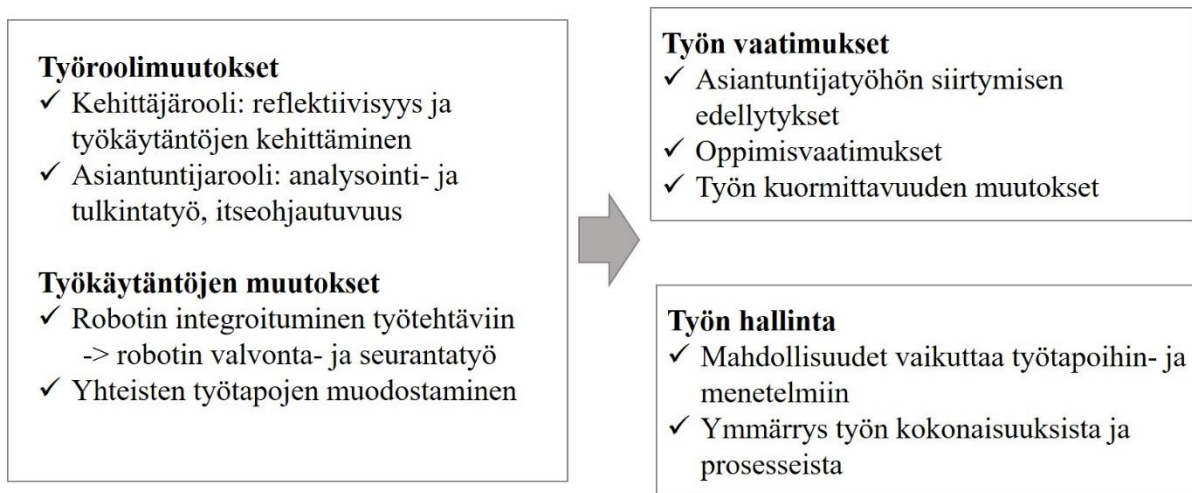 Työroolimuutokset
✓ Kehittäjärooli: reflektiivisyys ja
työkäytäntöjen kehittäminen
✓ Asiantuntijarooli: analysointi- ja
tulkintatyö, itseohjautuvuus
Työkäytäntöjen muutokset
✓ Robotin integroituminen työtehtäviin
-> robotin valvonta- ja seurantatyö
✓ Yhteisten työtapojen muodostaminen
Työn vaatimukset
✓ Asiantuntijatyöhön siirtymisen
edellytykset
✓ Oppimisvaatimukset
✓ Työn kuormittavuuden muutokset
Työn hallinta
✓ Mahdollisuudet vaikuttaa työtapoihin- ja
menetelmiin
✓ Ymmärrys työn kokonaisuuksista ja
prosesseista